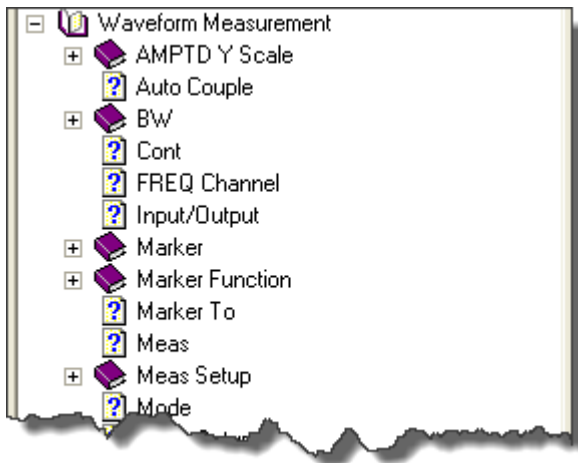 Waveform Measurement
AMPTD Y Scale
Auto Couple
BW
Cont
FREQ Channel
Input/Output
Marker
Marker Function
Marker To
Meas
Meas Setup
Mode